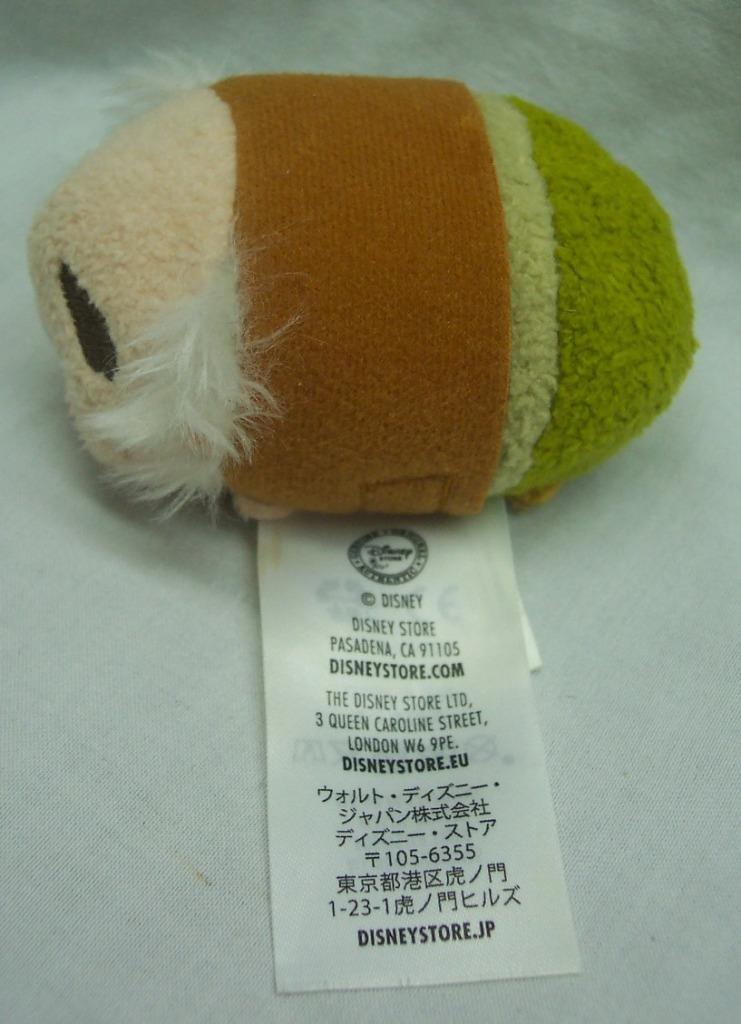 Disney
STORE
© DISNEY
DISNEY STORE
PASADENA, CA 91105
DISNEYSTORE.COM
THE DISNEY STORE LTD,
3 QUEEN CAROLINE STREET,
LONDON W6 9PE.
DISNEYSTORE.EU
ウォルト・ディズニー・
ジャパン株式会社
ディズニー・ストア
〒105-6355
東京都港区虎ノ門
1-23-1虎ノ門ヒルズ
DISNEYSTORE.JP